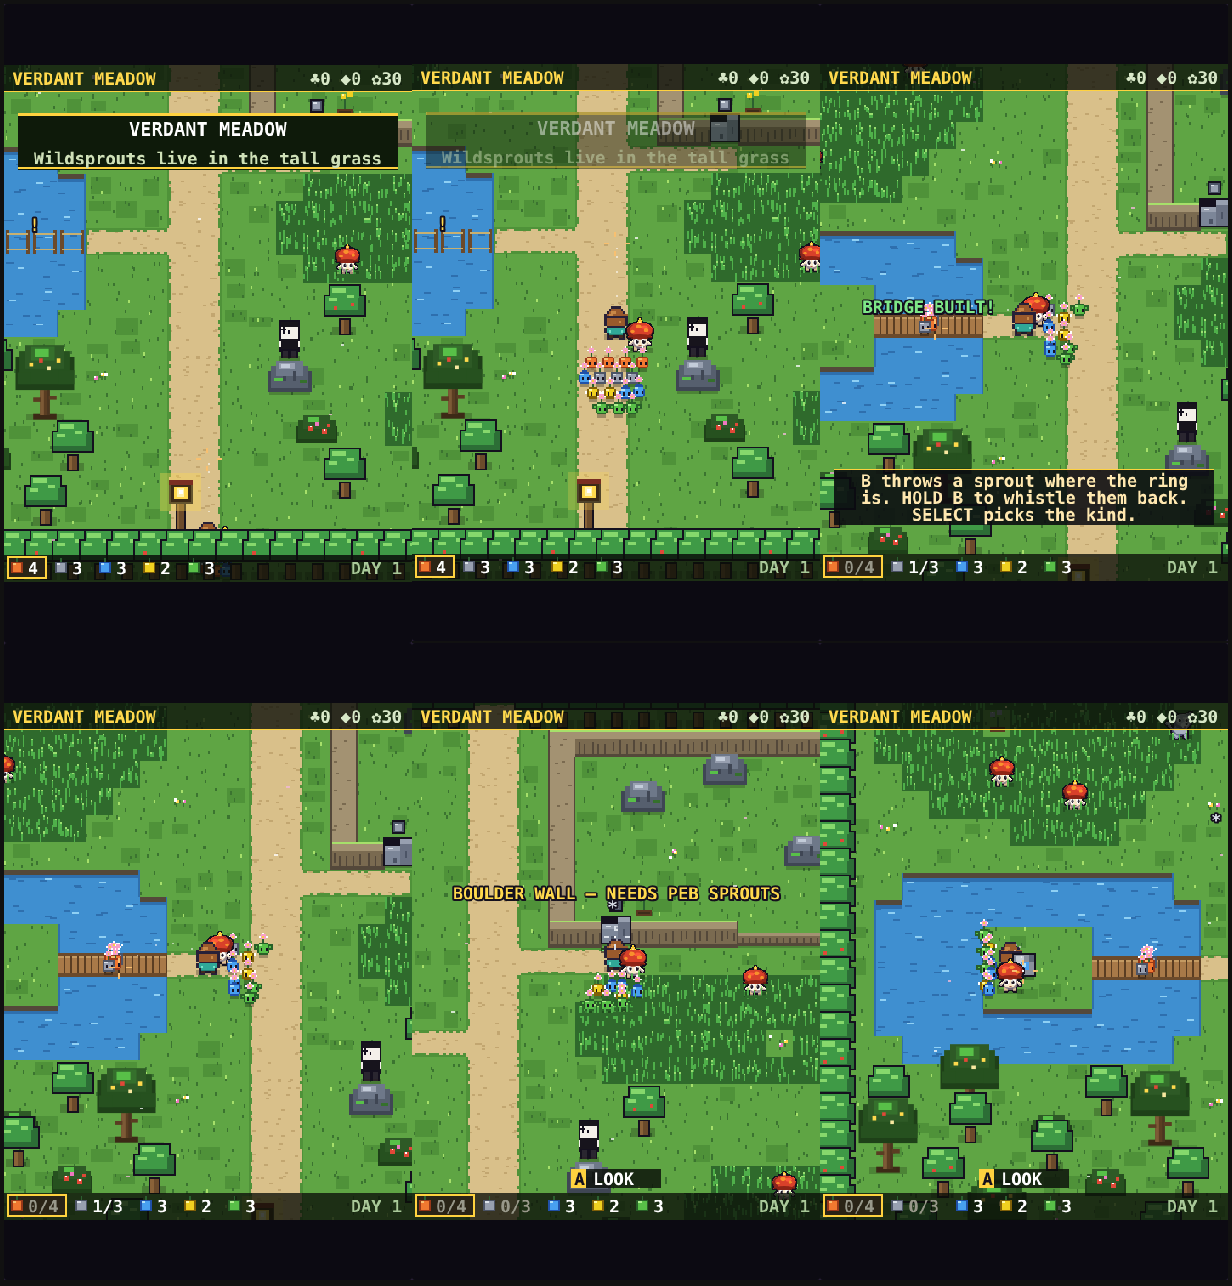 VERDANT MEADOW ♣0 ◆0 ✿30
VERDANT MEADOW
Wildsprouts live in the tall grass
4 3 3 2 3 DAY 1
VERDANT MEADOW ♣0 ◆0 ✿30
VERDANT MEADOW
Wildsprouts live in the tall grass
4 3 3 2 3 DAY 1
VERDANT MEADOW ♣0 ◆0 ✿30
BRIDGE BUILT!
B throws a sprout where the ring
is. HOLD B to whistle them back.
SELECT picks the kind.
0/4 1/3 3 2 3 DAY 1
VERDANT MEADOW ♣0 ◆0 ✿30
0/4 1/3 3 2 3 DAY 1
VERDANT MEADOW ♣0 ◆0 ✿30
BOULDER WALL — NEEDS PEB SPROUTS
A LOOK
0/4 0/3 3 2 3 DAY 1
VERDANT MEADOW ♣0 ◆0 ✿30
A LOOK
0/4 0/3 3 2 3 DAY 1